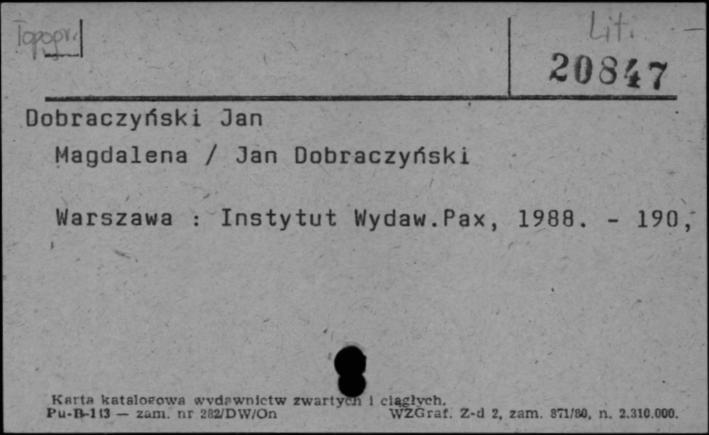 Topogr.
Lit.
20847
Dobraczyński Jan
Magdalena / Jan Dobraczyński
Warszawa : Instytut Wydaw.Pax, 1988. - 190,
Karta katalogowa wydawnictw zwartych i ciągłych.
Pu-B-113 — zam. nr 282/DW/On
WZGraf. Z-d 2, zam. 871/80, n. 2.310.000.